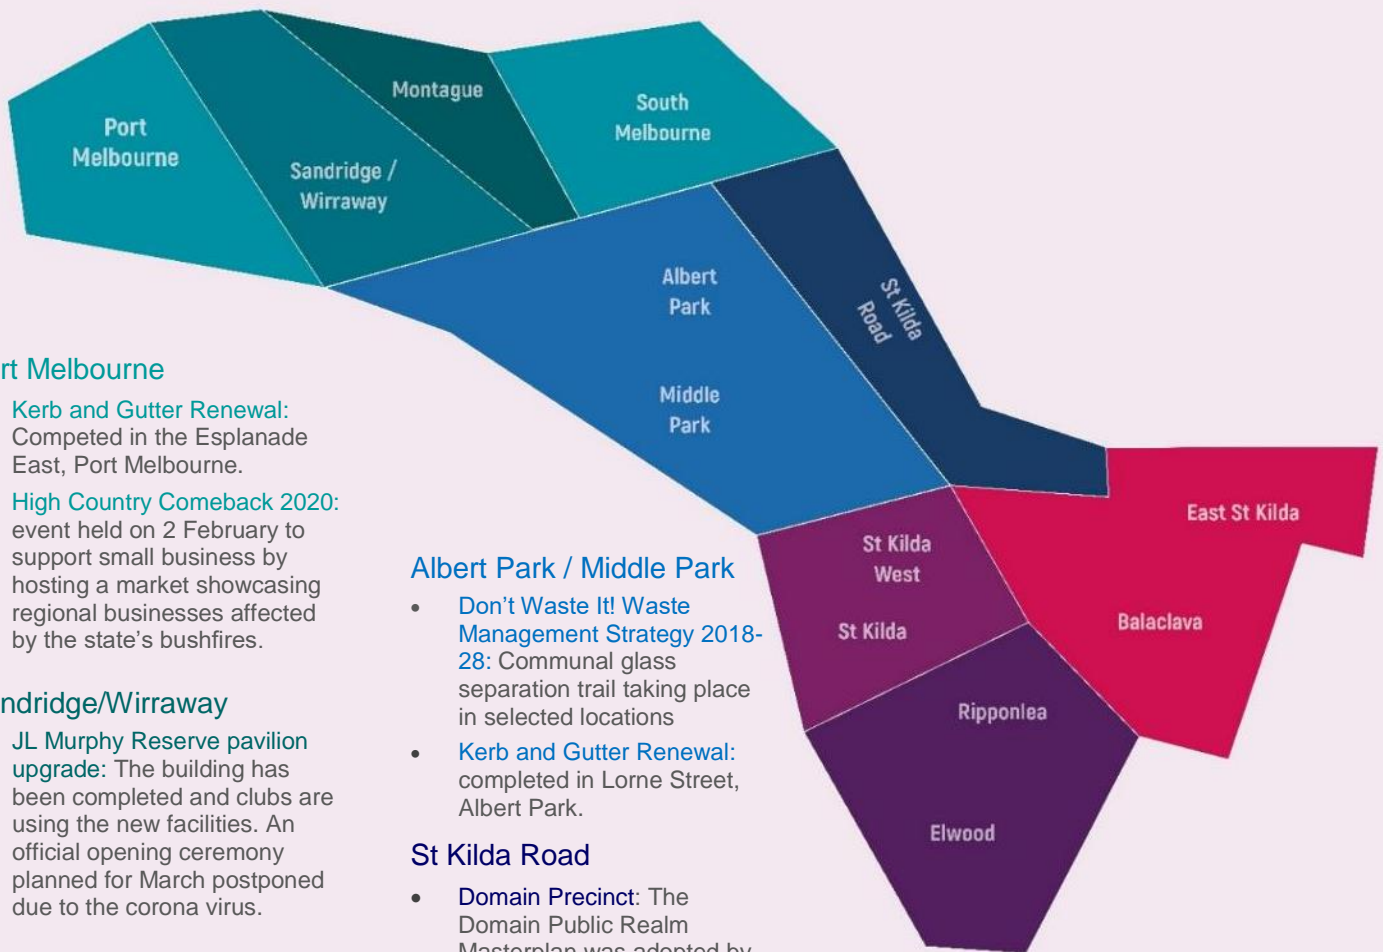 Port
Melbourne
Sandridge /
Wirraway
Montague
South
Melbourne
Albert
Park
Middle
Park
St Kilda
Road
St Kilda
West
St Kilda
East St Kilda
Balaclava
Ripponlea
Elwood
rt Melbourne
Kerb and Gutter Renewal:
Competed in the Esplanade
East, Port Melbourne.
High Country Comeback 2020:
event held on 2 February to
support small business by
hosting a market showcasing
regional businesses affected
by the state’s bushfires.
ndridge/Wirraway
JL Murphy Reserve pavilion
upgrade: The building has
been completed and clubs are
using the new facilities. An
official opening ceremony
planned for March postponed
due to the corona virus.
Albert Park / Middle Park
• Don’t Waste It! Waste
Management Strategy 2018-
28: Communal glass
separation trail taking place
in selected locations
• Kerb and Gutter Renewal:
completed in Lorne Street,
Albert Park.
St Kilda Road
• Domain Precinct: The
Domain Public Realm
Masterplan was adopted by